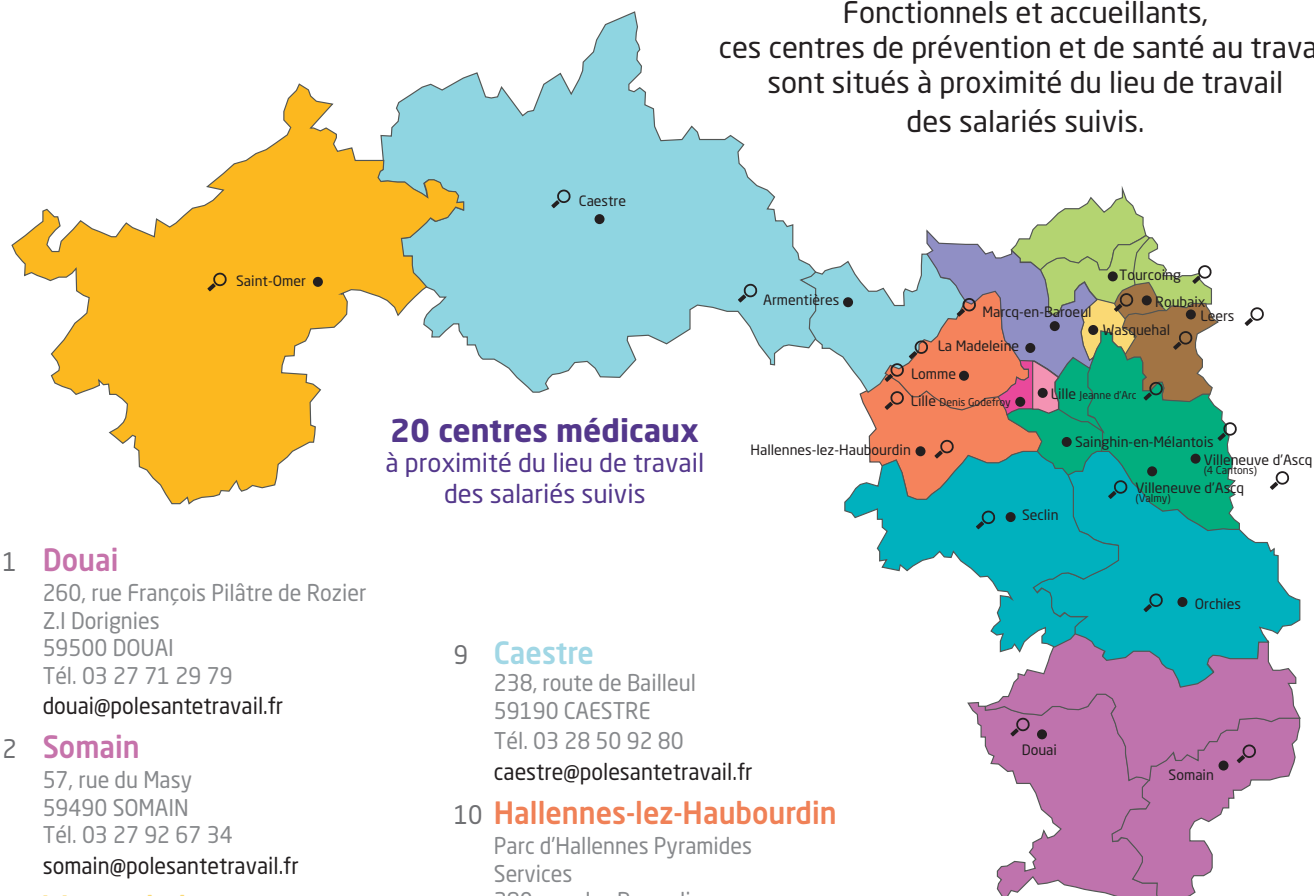 Fonctionnels et accueillants,
ces centres de prévention et de santé au trava
sont situés à proximité du lieu de travail
des salariés suivis.
Caestre
Saint-Omer
Armentières
Tourcoing
Roubaix
Leers
Marcq-en-Baroeul
Wasquehal
La Madeleine
Lomme
Lille Denis Godefroy
Lille Jeanne d'Arc
Hallennes-lez-Haubourdin
Sainghin-en-Mélantois
Villeneuve d'Ascq
(4 Cantons)
Villeneuve d'Ascq
(Valmy)
Seclin
Orchies
Douai
Somain
20 centres médicaux
à proximité du lieu de travail
des salariés suivis
1 Douai
260, rue François Pilâtre de Rozier
Z.I Dorignies
59500 DOUAI
Tél. 03 27 71 29 79
douai@polesantetravail.fr
2 Somain
57, rue du Masy
59490 SOMAIN
Tél. 03 27 92 67 34
somain@polesantetravail.fr
9 Caestre
238, route de Bailleul
59190 CAESTRE
Tél. 03 28 50 92 80
caestre@polesantetravail.fr
10 Hallennes-lez-Haubourdin
Parc d'Hallennes Pyramides
Services